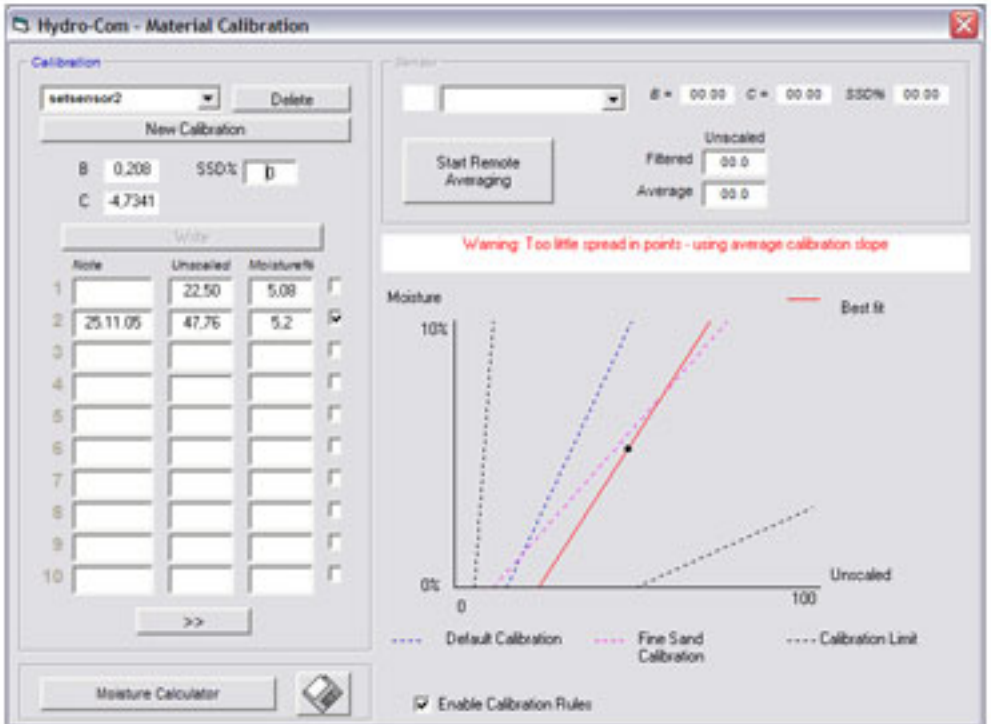 Hydro-Com - Material Calibration
Calibration
Sensor
setsensor2
Delete
B = 00.00 C = 00.00 SSD% 00.00
New Calibration
Unscaled
B 0,208 SSD% 0
Start Remote
Averaging
Filtered 00.0
C -4,7341
Average 00.0
Write
Warning: Too little spread in points - using average calibration slope
Note Unscaled Moisture%
1 22,50 5,08
2 25.11.05 47,76 5,2
3
4
5
6
7
8
9
10
>>
Moisture
Best fit
10%
0%
0
100
Unscaled
Default Calibration
Fine Sand
Calibration
Calibration Limit
Moisture Calculator
Enable Calibration Rules